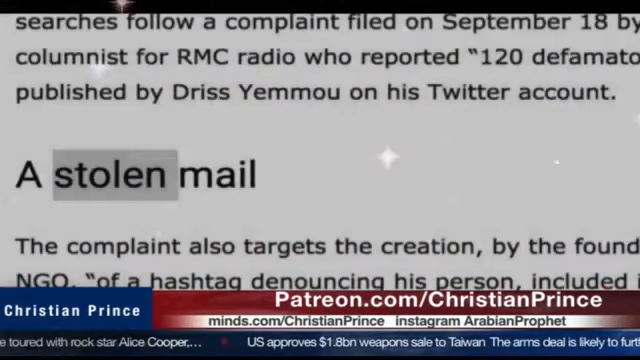 searches follow a complaint filed on September 18 by
columnist for RMC radio who reported “120 defamato
published by Driss Yemmou on his Twitter account.
A stolen mail
The complaint also targets the creation, by the found
NGO, “of a hashtag denouncing his person, included i
Patreon.com/ChristianPrince
Christian Prince
minds.com/ChristianPrince instagram ArabianProphet
e toured with rock star Alice Cooper,... US approves $1.8bn weapons sale to Taiwan The arms deal is likely to furt